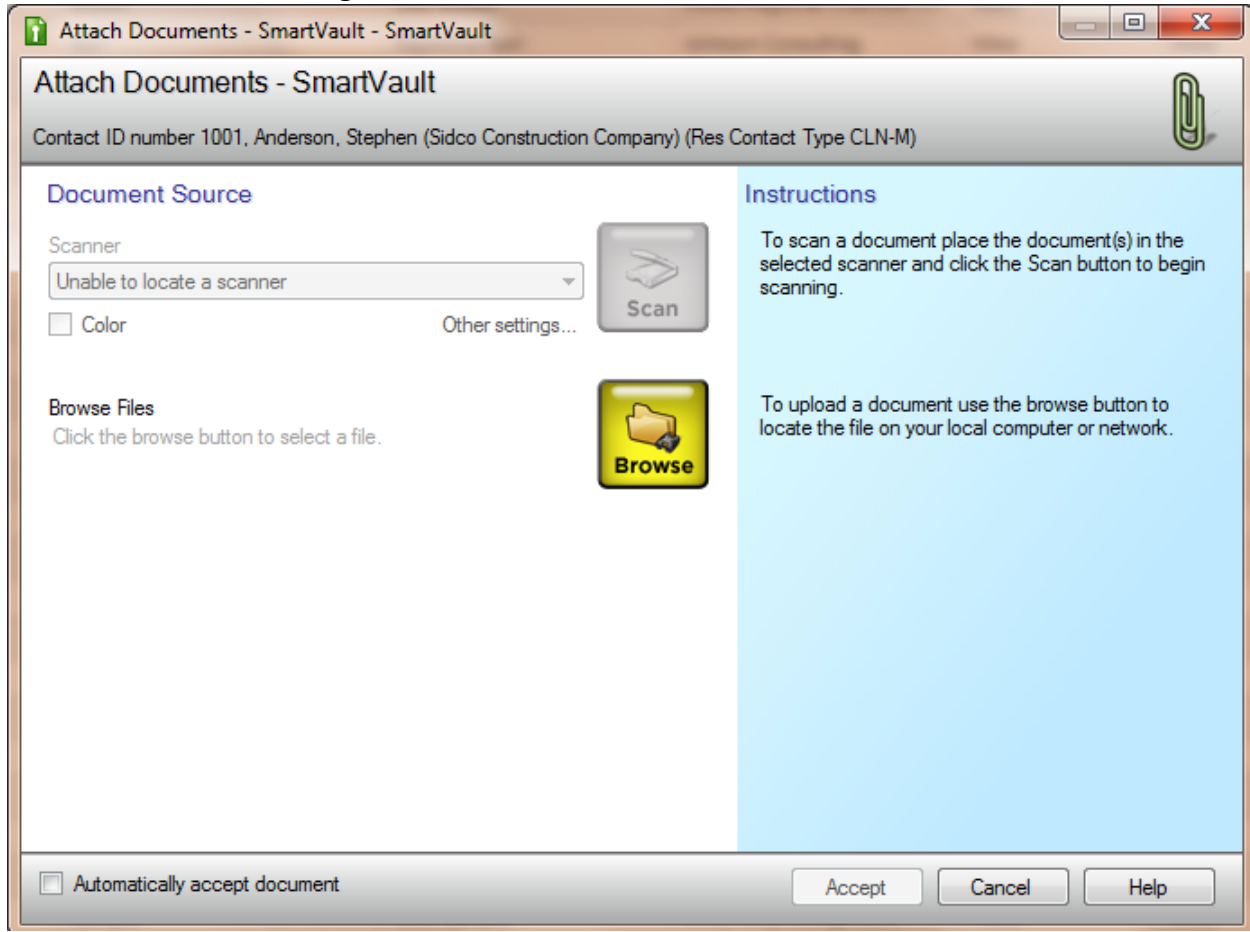 Attach Documents - SmartVault - SmartVault
Attach Documents - SmartVault
Contact ID number 1001, Anderson, Stephen (Sidco Construction Company) (Res Contact Type CLN-M)
Document Source
Scanner
Unable to locate a scanner
Color
Other settings...
Scan
Browse Files
Click the browse button to select a file.
Browse
Instructions
To scan a document place the document(s) in the
selected scanner and click the Scan button to begin
scanning.
To upload a document use the browse button to
locate the file on your local computer or network.
Automatically accept document
Accept
Cancel
Help